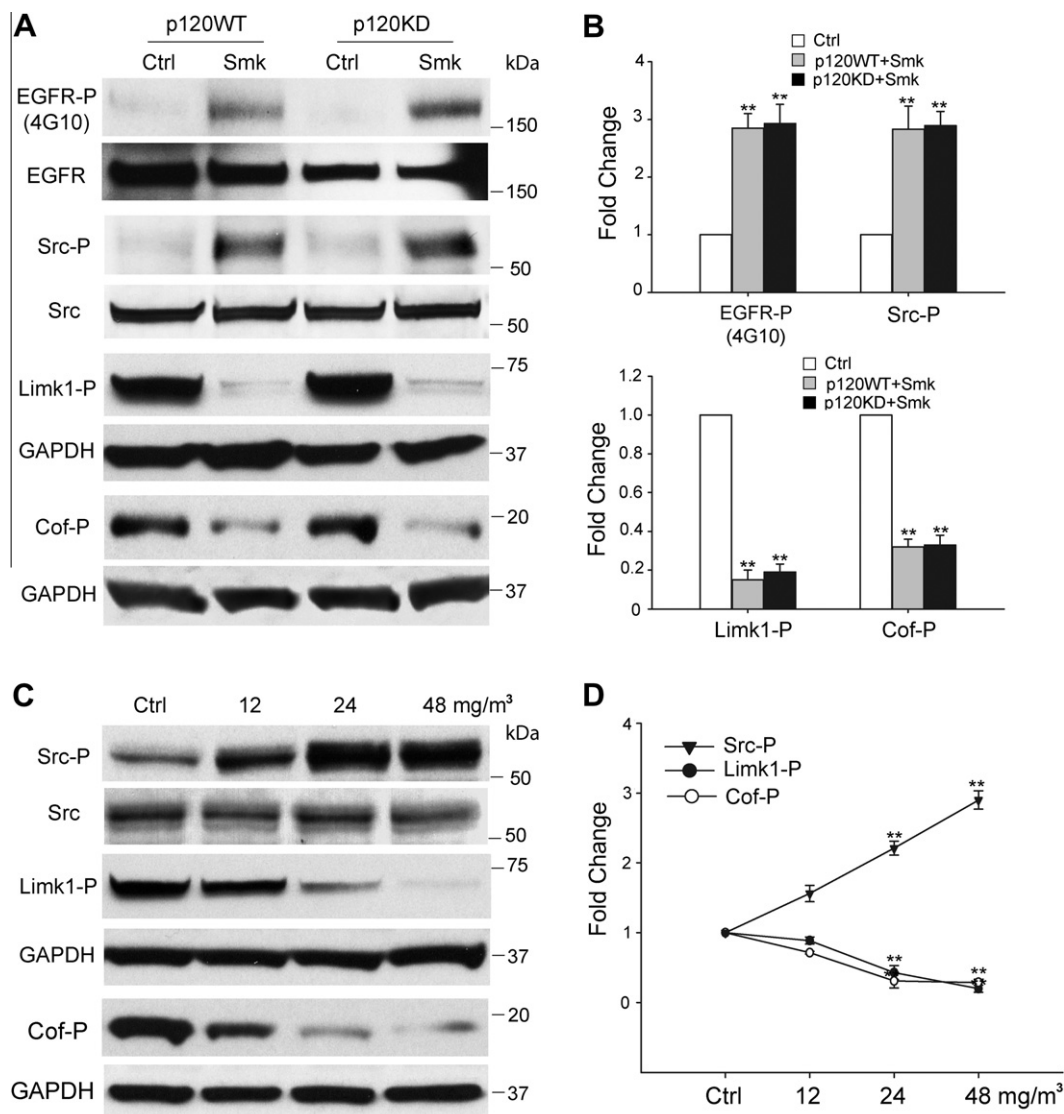 A
p120WT p120KD
Ctrl Smk Ctrl Smk kDa
EGFR-P
(4G10)
150
EGFR
150
Src-P
50
Src
50
Limk1-P
75
GAPDH
37
Cof-P
20
GAPDH
37
B
Ctrl
p120WT+Smk
p120KD+Smk
Fold Change
4
3
2
1
0
** ** ** **
EGFR-P
(4G10)
Src-P
Ctrl
p120WT+Smk
p120KD+Smk
Fold Change
1.2
1.0
0.8
0.6
0.4
0.2
0
** ** ** **
Limk1-P Cof-P
C
Ctrl 12 24 48 mg/m³
kDa
Src-P
50
Src
50
Limk1-P
75
GAPDH
37
Cof-P
20
GAPDH
37
D
Src-P
Limk1-P
Cof-P
Fold Change
4
3
2
1
0
**
**
**
**
Ctrl 12 24 48 mg/m³